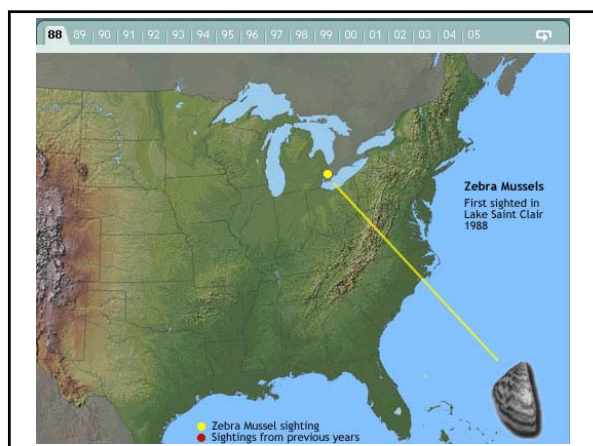 88 | 89 | 90 | 91 | 92 | 93 | 94 | 95 | 96 | 97 | 98 | 99 | 00 | 01 | 02 | 03 | 04 | 05
Zebra Mussels
First sighted in
Lake Saint Clair
1988
Zebra Mussel sighting
Sightings from previous years